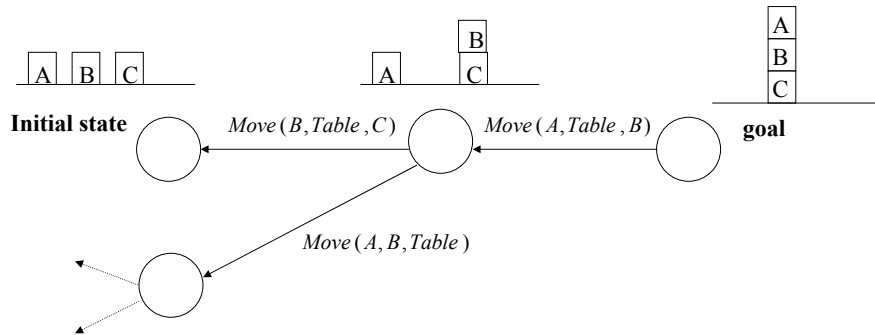 A
B
C
A
B
C
A
B
C
Initial state
Move(B,Table,C)
Move(A,Table,B)
goal
Move(A,B,Table)